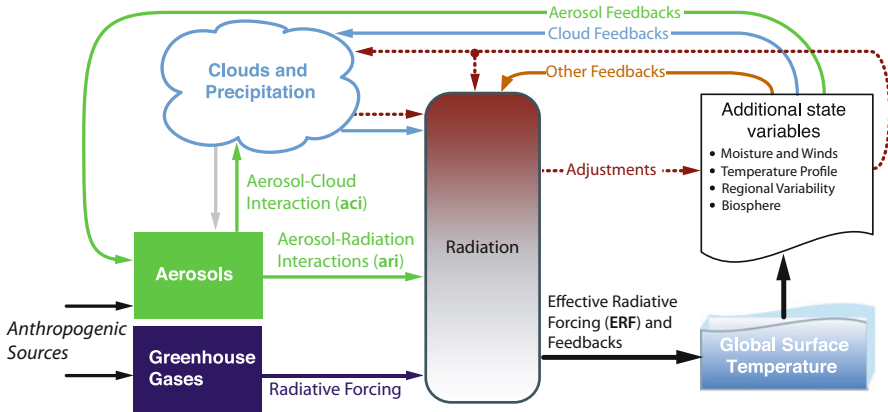 Aerosol Feedbacks
Cloud Feedbacks
Other Feedbacks
Clouds and
Precipitation
Additional state
variables
• Moisture and Winds
• Temperature Profile
• Regional Variability
• Biosphere
Adjustments
Aerosol-Cloud
Interaction (aci)
Aerosol-Radiation
Interactions (ari)
Radiation
Aerosols
Anthropogenic
Sources
Greenhouse
Gases
Radiative Forcing
Effective Radiative
Forcing (ERF) and
Feedbacks
Global Surface
Temperature